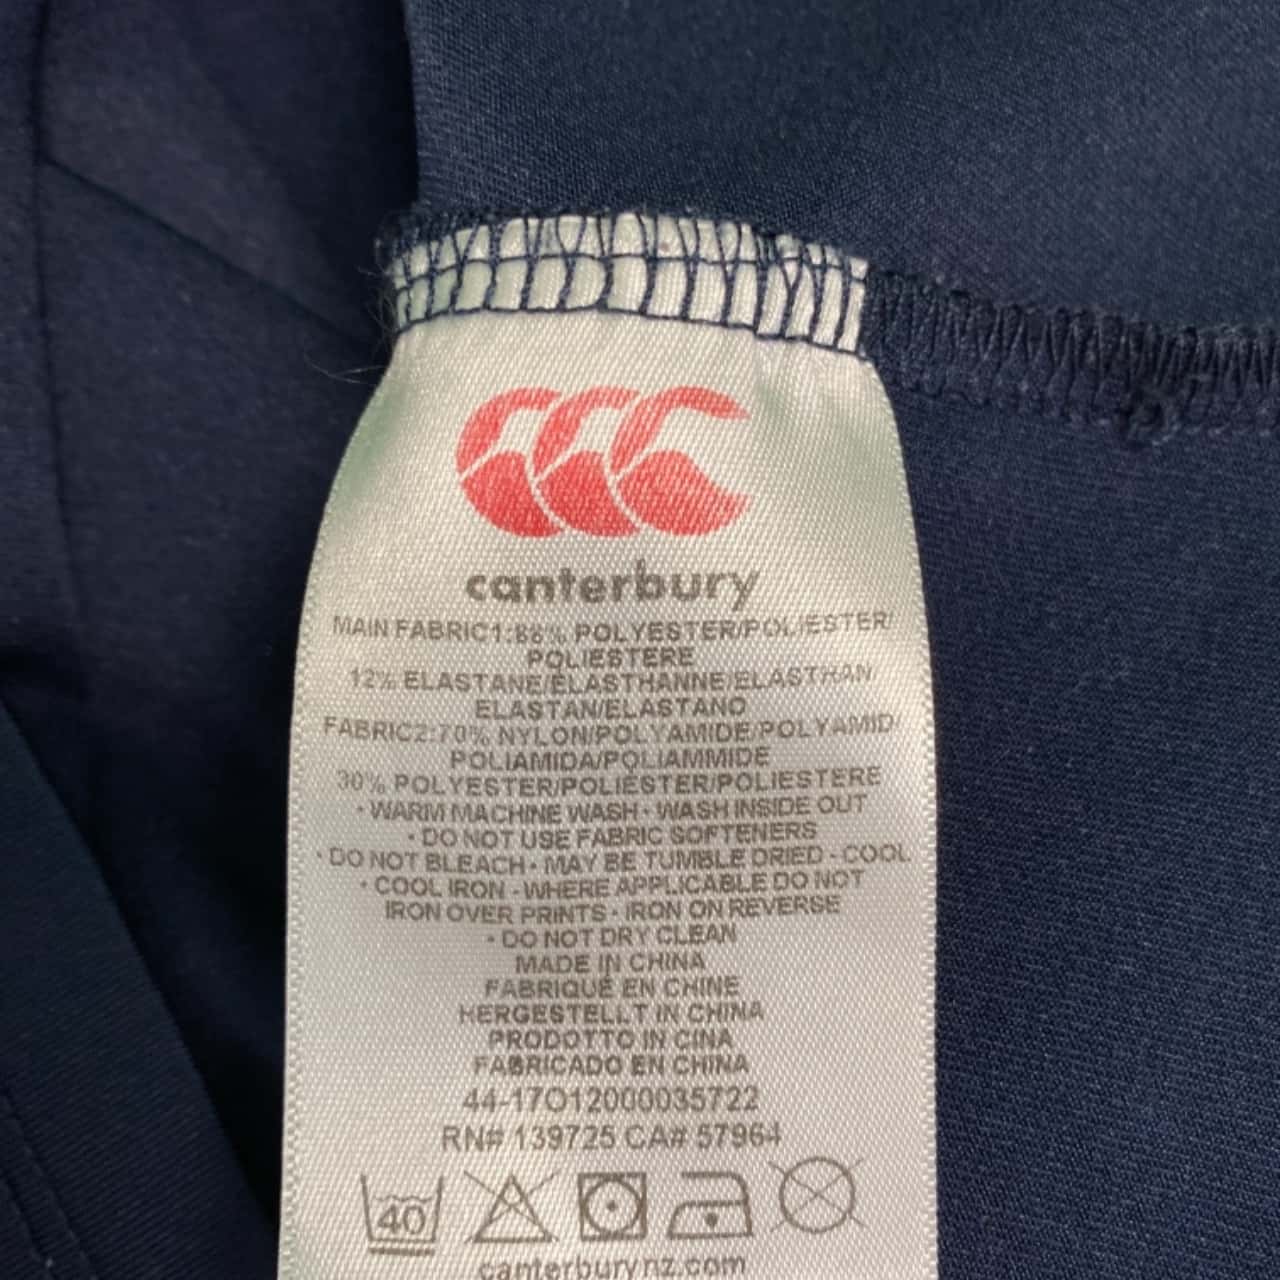 canterbury
MAIN FABRIC1:88% POLYESTER/POLIESTER/
POLIESTERE
12% ELASTANE/ELASTHANNE/ELASTHAN/
ELASTAN/ELASTANO
FABRIC2:70% NYLON/POLYAMIDE/POLYAMID/
POLIAMIDA/POLIAMMIDE
30% POLYESTER/POLIESTER/POLIESTERE
• WARM MACHINE WASH • WASH INSIDE OUT
• DO NOT USE FABRIC SOFTENERS
• DO NOT BLEACH • MAY BE TUMBLE DRIED - COOL
• COOL IRON - WHERE APPLICABLE DO NOT
IRON OVER PRINTS • IRON ON REVERSE
• DO NOT DRY CLEAN
MADE IN CHINA
FABRIQUÉ EN CHINE
HERGESTELLT IN CHINA
PRODOTTO IN CINA
FABRICADO EN CHINA
44-17O12000035722
RN# 139725 CA# 57964
40
canterburynz.com